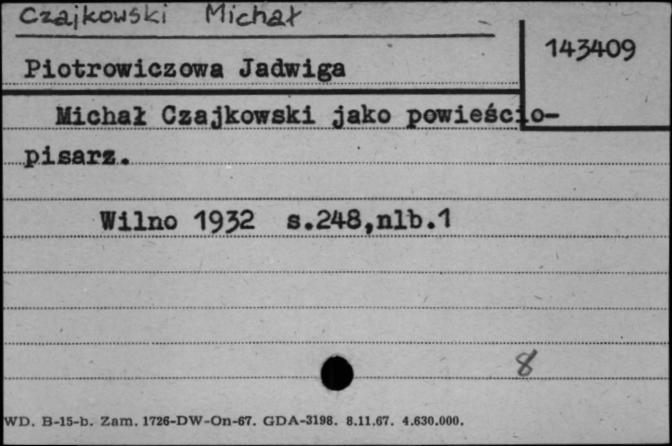 Czajkowski Michał
143409
Piotrowiczowa Jadwiga
Michał Czajkowski jako powieścio-
pisarz.
Wilno 1932 s.248,nlb.1
8
WD. B-15-b. Zam. 1726-DW-On-67. GDA-3198. 8.11.67. 4.630.000.